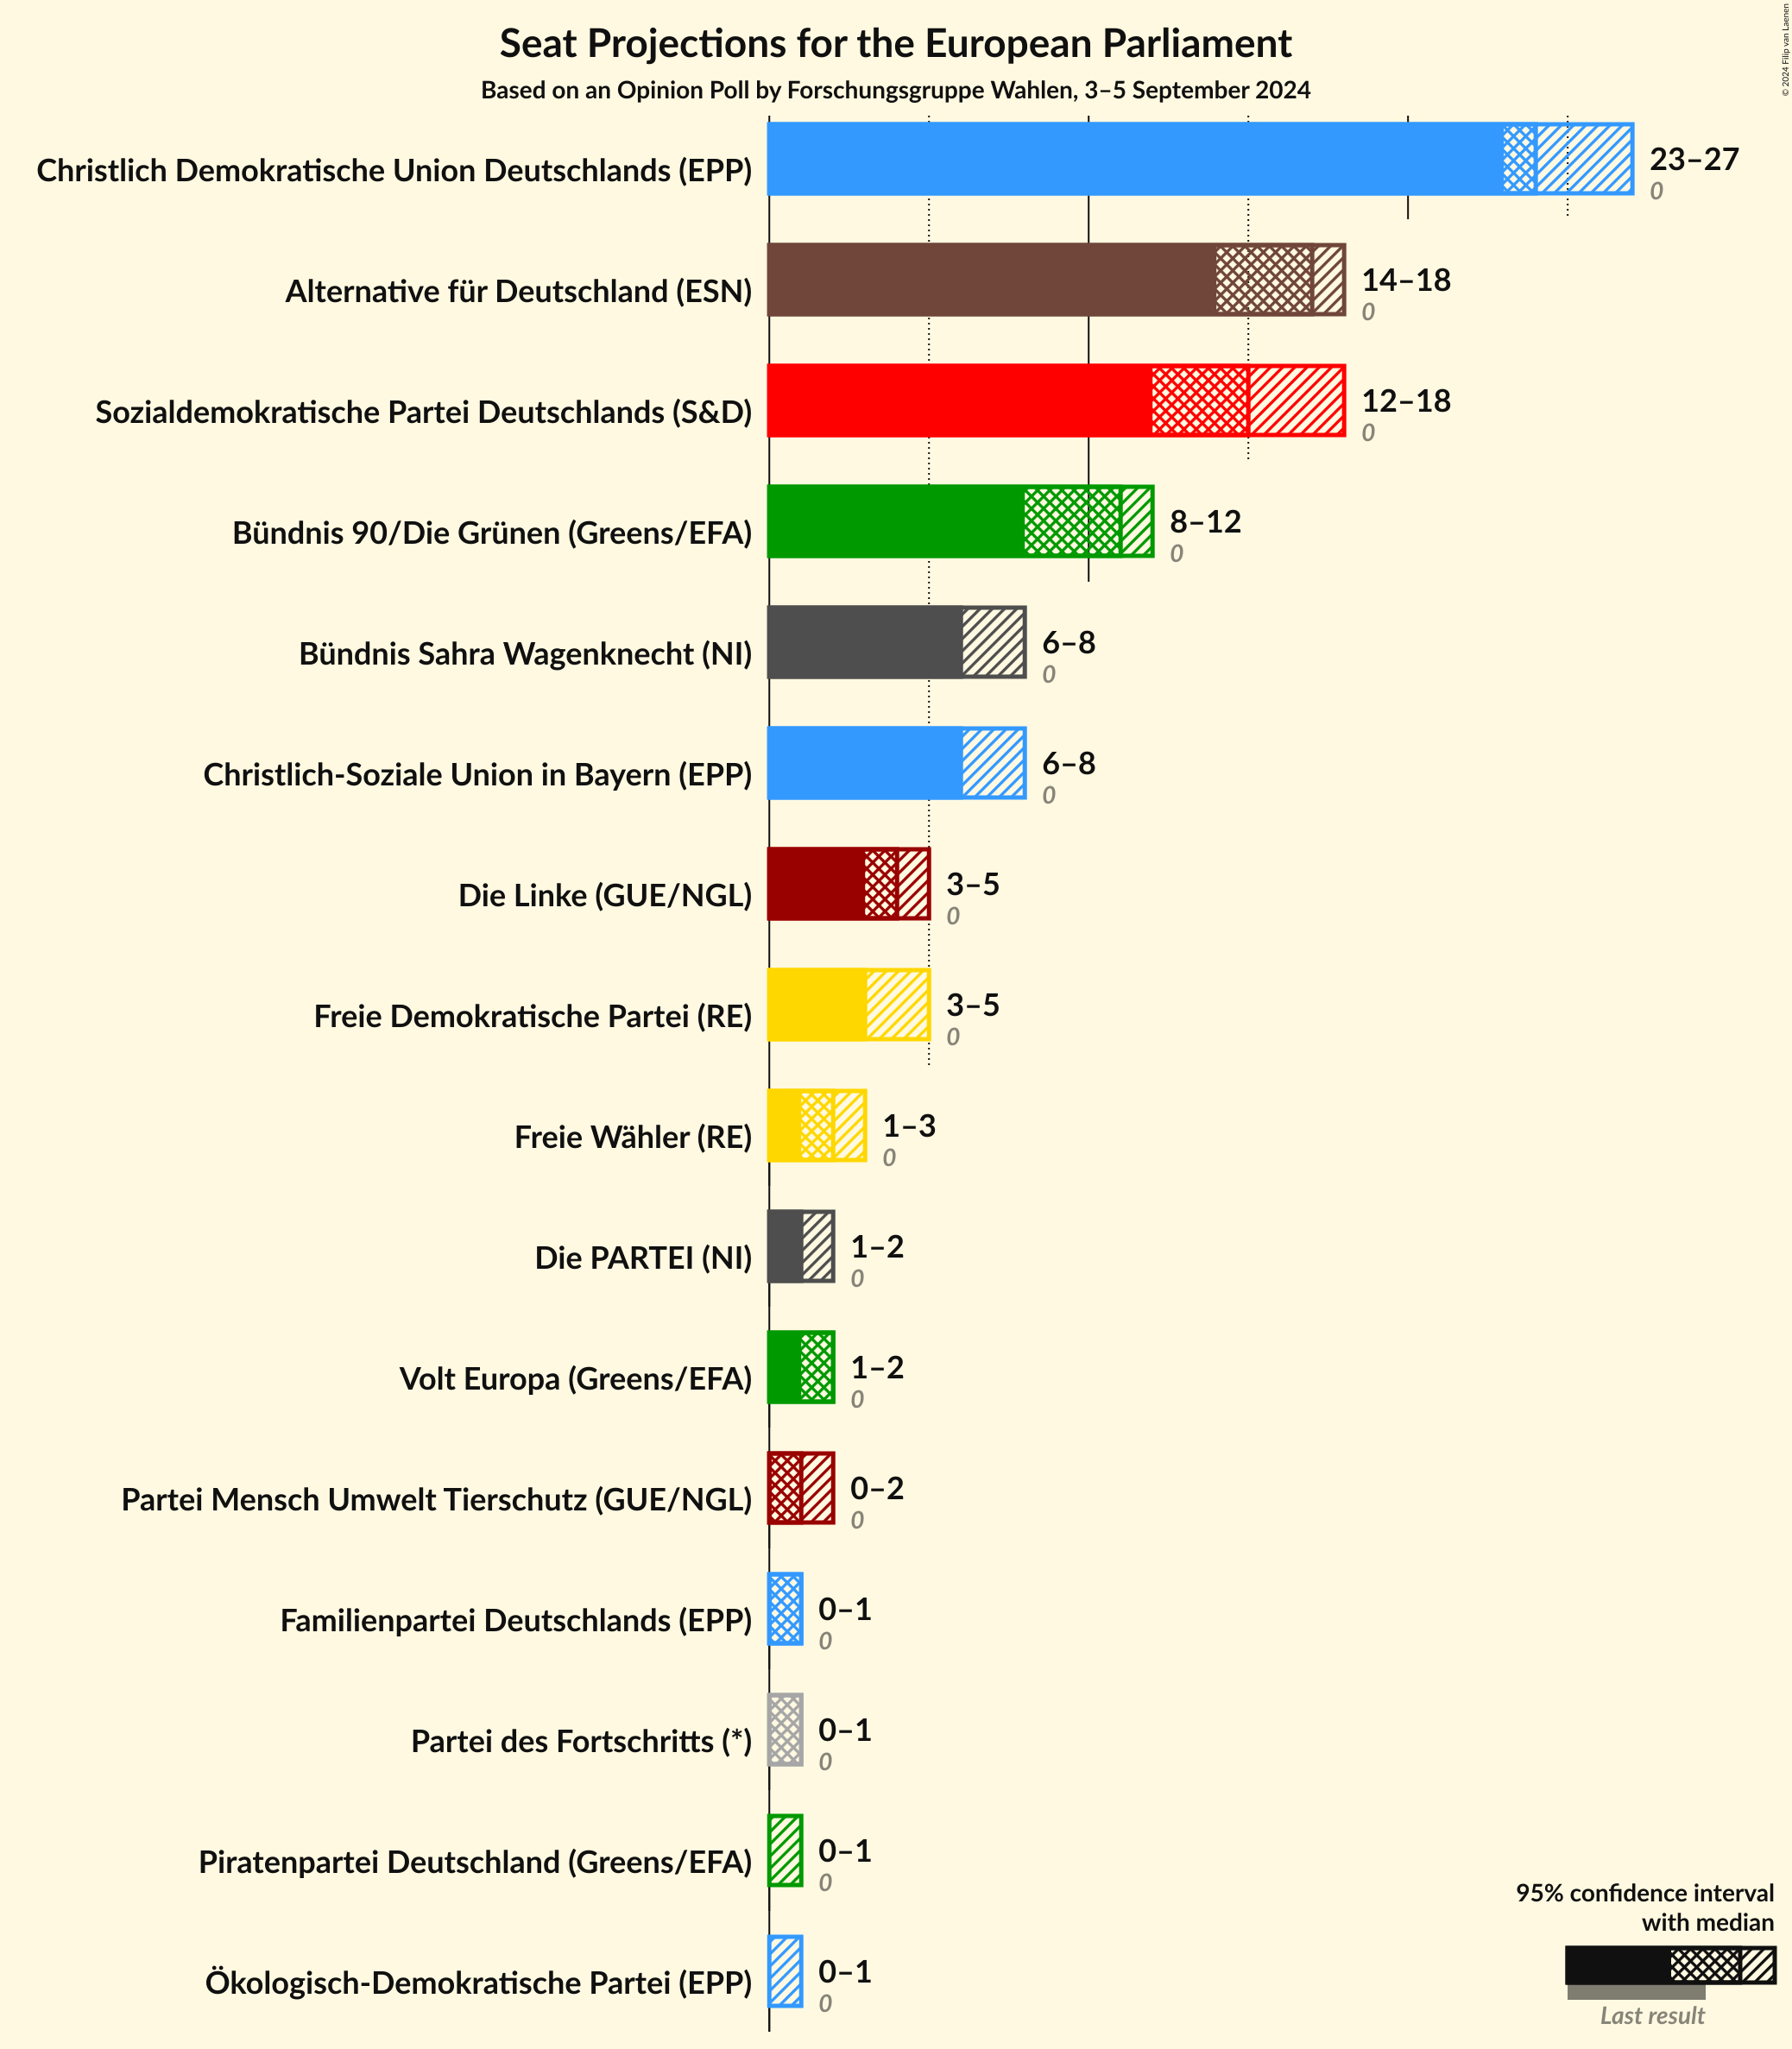 Seat Projections for the European Parliament
Based on an Opinion Poll by Forschungsgruppe Wahlen, 3–5 September 2024
© 2024 Filip van Laenen
Christlich Demokratische Union Deutschlands (EPP)
23–27
0
Alternative für Deutschland (ESN)
14–18
0
Sozialdemokratische Partei Deutschlands (S&D)
12–18
0
Bündnis 90/Die Grünen (Greens/EFA)
8–12
0
Bündnis Sahra Wagenknecht (NI)
6–8
0
Christlich-Soziale Union in Bayern (EPP)
6–8
0
Die Linke (GUE/NGL)
3–5
0
Freie Demokratische Partei (RE)
3–5
0
Freie Wähler (RE)
1–3
0
Die PARTEI (NI)
1–2
0
Volt Europa (Greens/EFA)
1–2
0
Partei Mensch Umwelt Tierschutz (GUE/NGL)
0–2
0
Familienpartei Deutschlands (EPP)
0–1
0
Partei des Fortschritts (*)
0–1
0
Piratenpartei Deutschland (Greens/EFA)
0–1
0
Ökologisch-Demokratische Partei (EPP)
0–1
0
95% confidence interval
with median
Last result